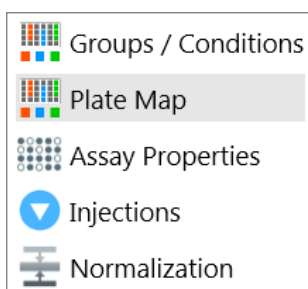 Groups / Conditions
Plate Map
Assay Properties
Injections
Normalization